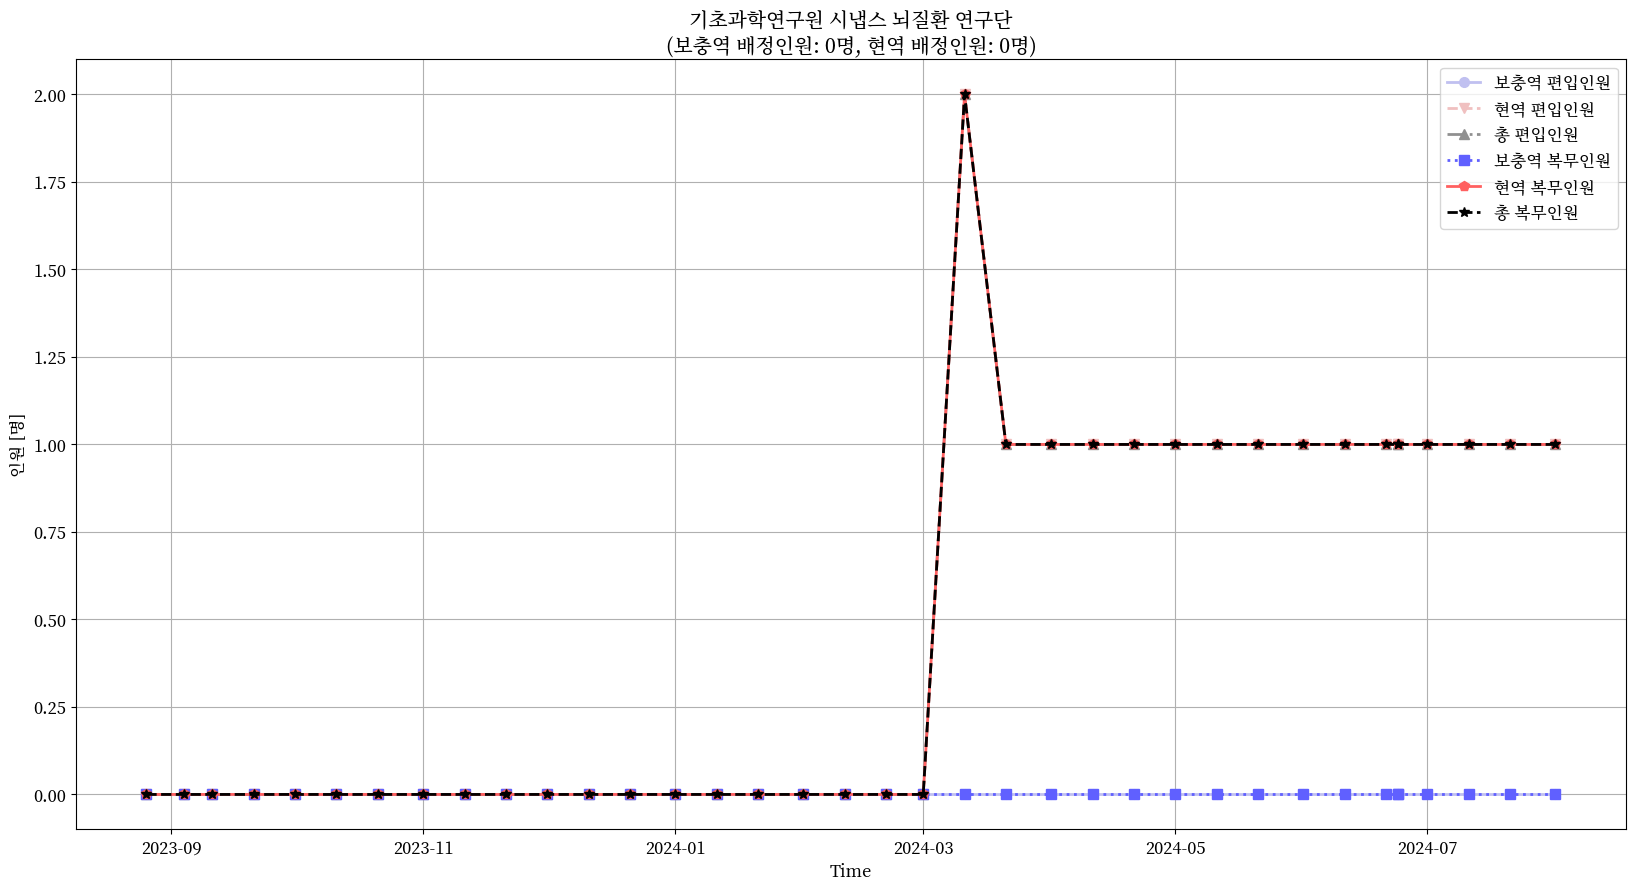 기초과학연구원 시냅스 뇌질환 연구단
(보충역 배정인원: 0명, 현역 배정인원: 0명)
보충역 편입인원
현역 편입인원
총 편입인원
보충역 복무인원
현역 복무인원
총 복무인원
인원 [명]
2.00
1.75
1.50
1.25
1.00
0.75
0.50
0.25
0.00
2023-09
2023-11
2024-01
2024-03
2024-05
2024-07
Time